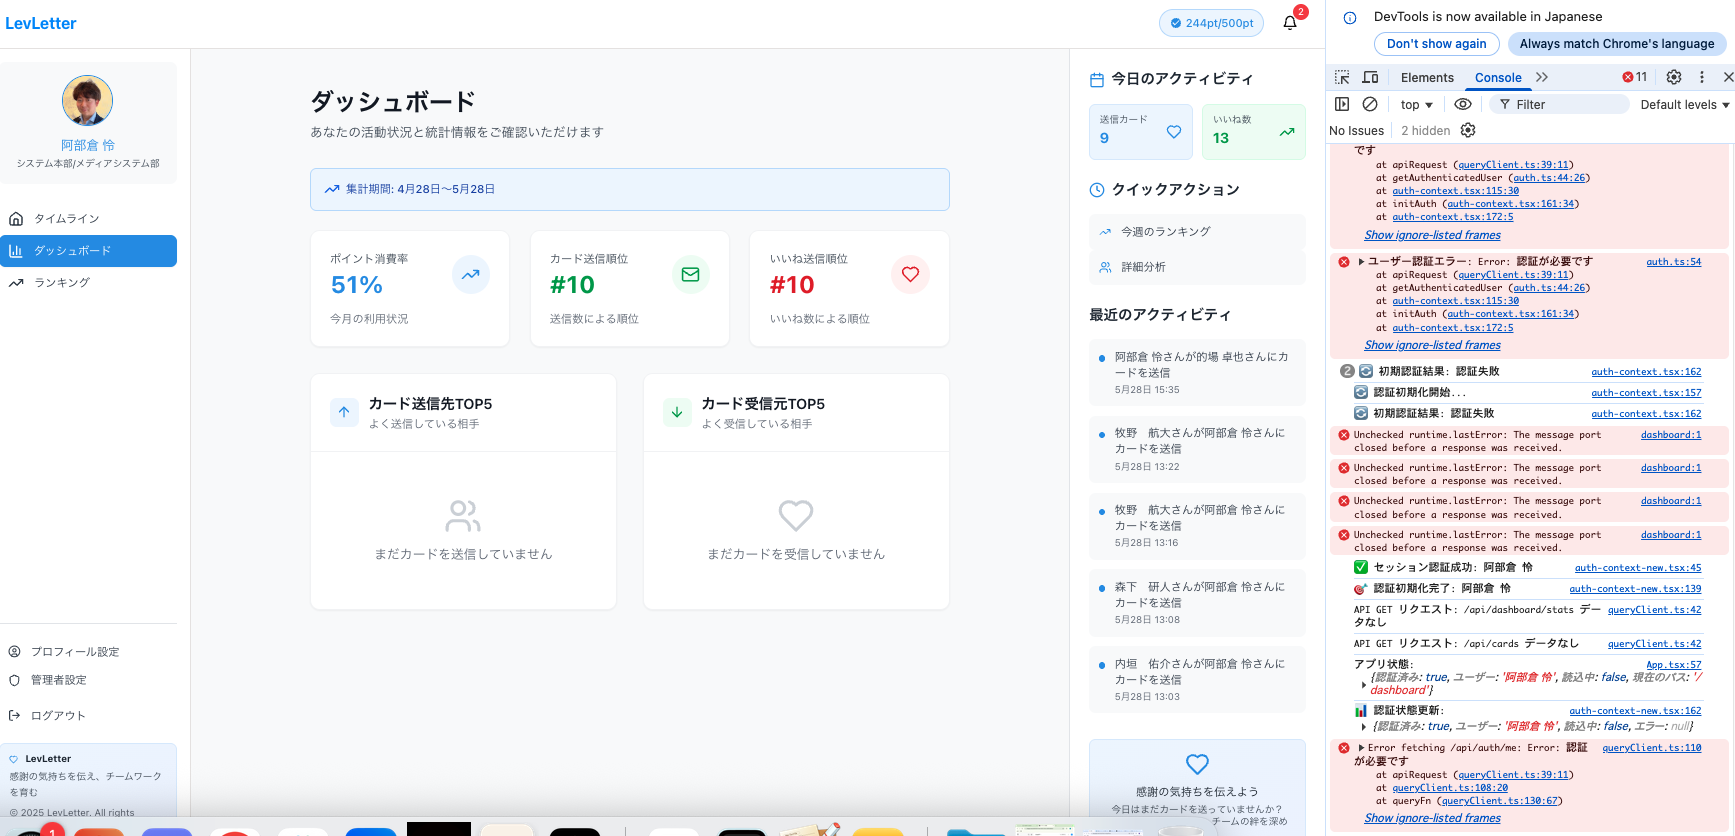 LevLetter
244pt/500pt
2
阿部倉 怜
システム本部/メディアシステム部
タイムライン
ダッシュボード
ランキング
プロフィール設定
管理者設定
ログアウト
LevLetter
感謝の気持ちを伝え、チームワーク
を育む
© 2025 LevLetter. All rights
1
ダッシュボード
あなたの活動状況と統計情報をご確認いただけます
集計期間: 4月28日〜5月28日
ポイント消費率
51%
今月の利用状況
カード送信順位
#10
送信数による順位
いいね送信順位
#10
いいね数による順位
カード送信先TOP5
よく送信している相手
まだカードを送信していません
カード受信元TOP5
よく受信している相手
まだカードを受信していません
今日のアクティビティ
送信カード
9
いいね数
13
クイックアクション
今週のランキング
詳細分析
最近のアクティビティ
阿部倉 怜さんが的場 卓也さんにカ
ードを送信
5月28日 15:35
牧野　航大さんが阿部倉 怜さんに
カードを送信
5月28日 13:22
牧野　航大さんが阿部倉 怜さんに
カードを送信
5月28日 13:16
森下　研人さんが阿部倉 怜さんに
カードを送信
5月28日 13:08
内垣　佑介さんが阿部倉 怜さんに
カードを送信
5月28日 13:03
感謝の気持ちを伝えよう
今日はまだカードを送っていませんか？
チームの絆を深め
DevTools is now available in Japanese
Don't show again
Always match Chrome's language
Elements
Console
11
top
Filter
Default levels
No Issues
2 hidden
です
at apiRequest (queryClient.ts:39:11)
at getAuthenticatedUser (auth.ts:44:26)
at auth-context.tsx:115:30
at initAuth (auth-context.tsx:161:34)
at auth-context.tsx:172:5
Show ignore-listed frames
ユーザー認証エラー: Error: 認証が必要です auth.ts:54
at apiRequest (queryClient.ts:39:11)
at getAuthenticatedUser (auth.ts:44:26)
at auth-context.tsx:115:30
at initAuth (auth-context.tsx:161:34)
at auth-context.tsx:172:5
Show ignore-listed frames
2 🔄 初期認証結果: 認証失敗 auth-context.tsx:162
🔄 認証初期化開始... auth-context.tsx:157
🔄 初期認証結果: 認証失敗 auth-context.tsx:162
Unchecked runtime.lastError: The message port dashboard:1
closed before a response was received.
Unchecked runtime.lastError: The message port dashboard:1
closed before a response was received.
Unchecked runtime.lastError: The message port dashboard:1
closed before a response was received.
Unchecked runtime.lastError: The message port dashboard:1
closed before a response was received.
✅ セッション認証成功: 阿部倉 怜 auth-context-new.tsx:45
🎯 認証初期化完了: 阿部倉 怜 auth-context-new.tsx:139
API GET リクエスト: /api/dashboard/stats デー queryClient.ts:42
タなし
API GET リクエスト: /api/cards データなし queryClient.ts:42
アプリ状態: App.tsx:57
{認証済み: true, ユーザー: '阿部倉 怜', 読込中: false, 現在のパス: '/
dashboard'}
📊 認証状態更新: auth-context-new.tsx:162
{認証済み: true, ユーザー: '阿部倉 怜', 読込中: false, エラー: null}
Error fetching /api/auth/me: Error: 認証 queryClient.ts:110
が必要です
at apiRequest (queryClient.ts:39:11)
at queryClient.ts:108:20
at queryFn (queryClient.ts:130:67)
Show ignore-listed frames